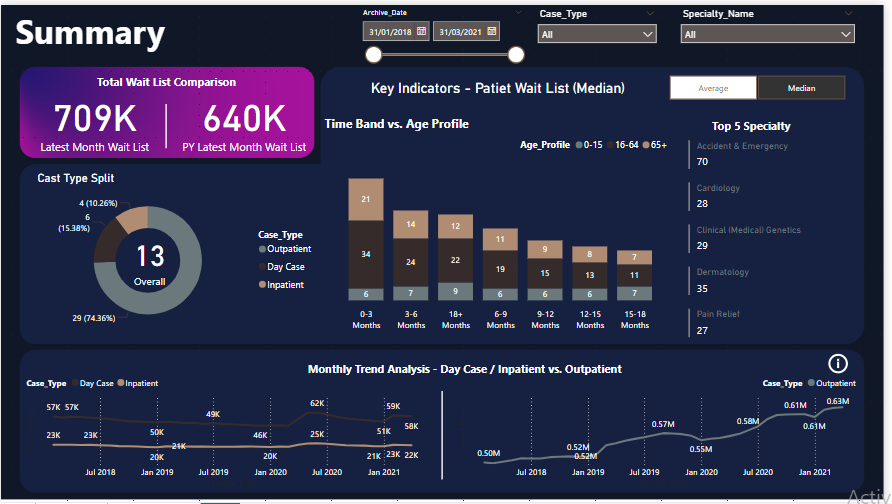 Summary
Archive_Date
31/01/2018
31/03/2021
Case_Type
All
Specialty_Name
All
Total Wait List Comparison
709K
640K
Latest Month Wait List
PY Latest Month Wait List
Key Indicators - Patiet Wait List (Median)
Average
Median
Time Band vs. Age Profile
Age_Profile 0-15 16-64 65+
21
34
6
14
24
7
12
22
9
11
19
6
9
15
6
8
13
6
7
11
7
0-3 Months
3-6 Months
18+ Months
6-9 Months
9-12 Months
12-15 Months
15-18 Months
Top 5 Specialty
Accident & Emergency
70
Cardiology
28
Clinical (Medical) Genetics
29
Dermatology
35
Pain Relief
27
Cast Type Split
4 (10.26%)
6
(15.38%)
13
Overall
29 (74.36%)
Case_Type
Outpatient
Day Case
Inpatient
Monthly Trend Analysis - Day Case / Inpatient vs. Outpatient
Case_Type Day Case Inpatient
57K 57K 50K 49K 46K 62K 51K 59K 58K
23K 23K 20K 21K 20K 25K 21K 23K 22K
Jul 2018 Jan 2019 Jul 2019 Jan 2020 Jul 2020 Jan 2021
Case_Type Outpatient
0.50M 0.52M 0.52M 0.57M 0.55M 0.58M 0.61M 0.61M 0.63M
Jul 2018 Jan 2019 Jul 2019 Jan 2020 Jul 2020 Jan 2021
Activ